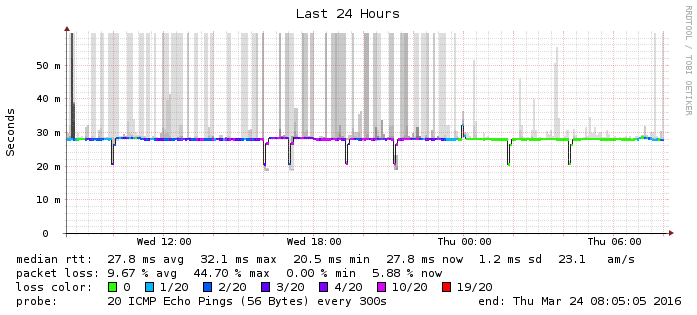 Last 24 Hours
RRDTOOL / TOBI OETIKER
Seconds
50 m
40 m
30 m
20 m
10 m
0
Wed 12:00 Wed 18:00 Thu 00:00 Thu 06:00
median rtt: 27.8 ms avg 32.1 ms max 20.5 ms min 27.8 ms now 1.2 ms sd 23.1 am/s
packet loss: 9.67 % avg 44.70 % max 0.00 % min 5.88 % now
loss color: 0 1/20 2/20 3/20 4/20 10/20 19/20
probe: 20 ICMP Echo Pings (56 Bytes) every 300s end: Thu Mar 24 08:05:05 2016